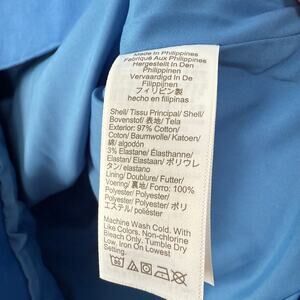 Made In Philippines
Fabriqué Aux Philippines
Hergestellt In Den
Philippinen
Vervaardigd In De
Filippijnen
フィリピン製
hecho en filipinas
Shell/ Tissu Principal/ Shell/
Bovenstof/ 表地/ Tela
Exterior: 97% Cotton/
Coton/ Baumwolle/ Katoen/
綿/ algodón
3% Elastane/ Élasthanne/
Elastan/ Elastaan/ ポリウレ
タン/ elastano
Lining/ Doublure/ Futter/
Voering/ 裏地/ Forro: 100%
Polyester/ Polyester/
Polyester/ Polyester/ ポリ
エステル/ poliéster
Machine Wash Cold. With
Like Colors. Non-chlorine
Bleach Only. Tumble Dry
Low. Iron On Lowest
Setting.